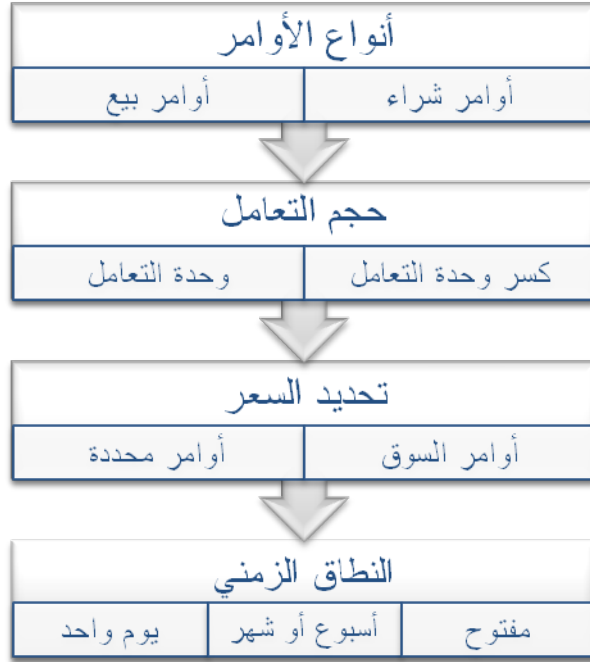 أنواع الأوامر
أوامر شراء
أوامر بيع
حجم التعامل
كسر وحدة التعامل
وحدة التعامل
تحديد السعر
أوامر السوق
أوامر محددة
النطاق الزمني
مفتوح
أسبوع أو شهر
يوم واحد